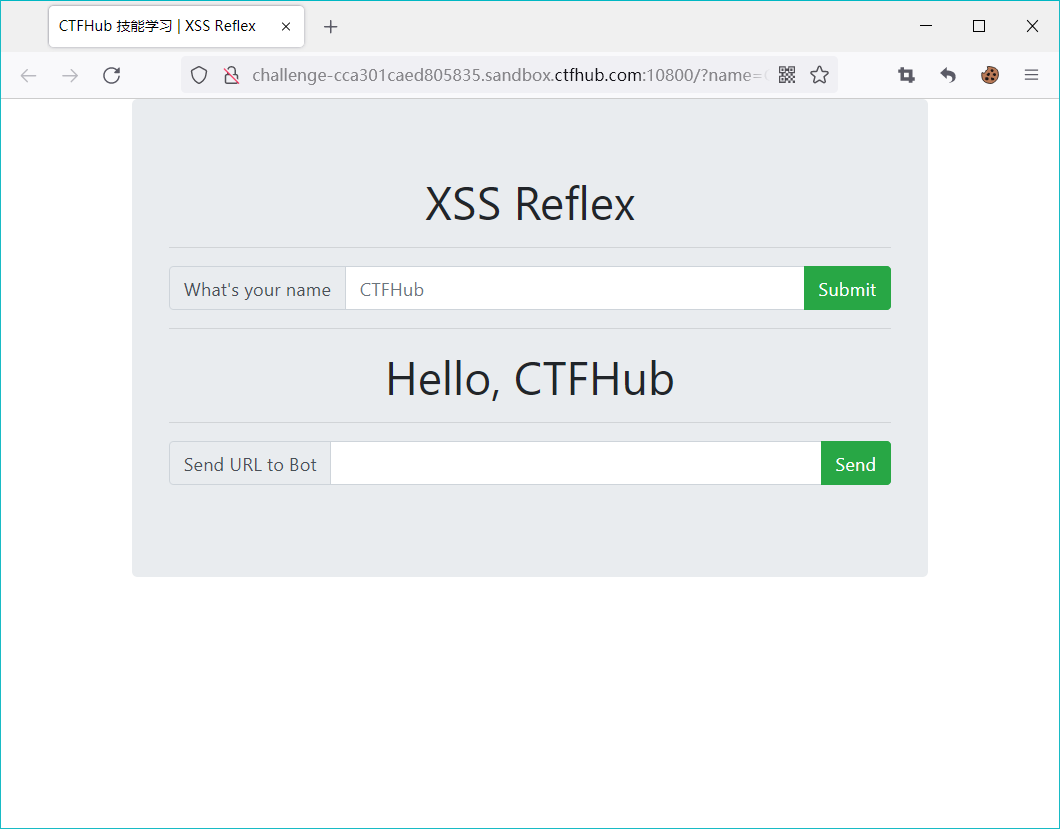 CTFHub 技能学习 | XSS Reflex
challenge-cca301caed805835.sandbox.ctfhub.com:10800/?name=
XSS Reflex
What's your name CTFHub Submit
Hello, CTFHub
Send URL to Bot Send